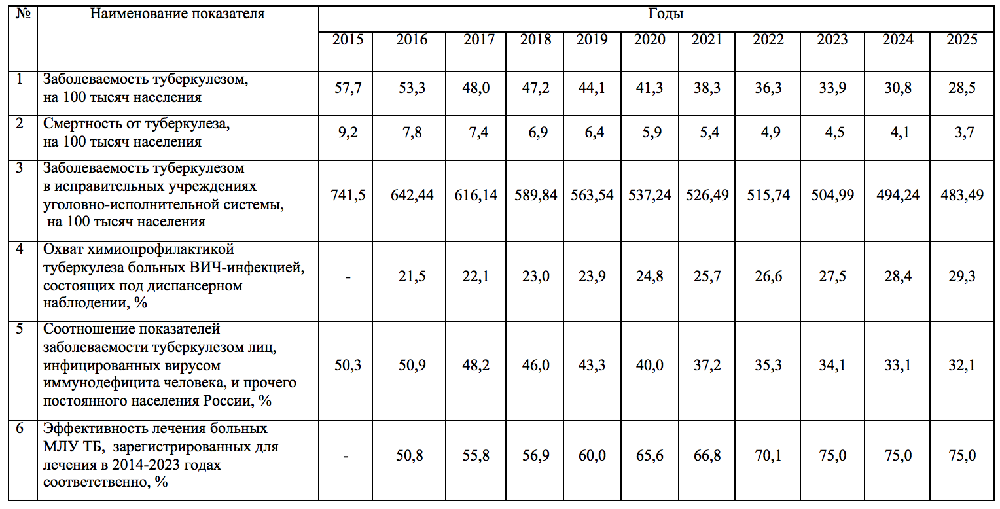 № Наименование показателя Годы
2015 2016 2017 2018 2019 2020 2021 2022 2023 2024 2025
1 Заболеваемость туберкулезом,
на 100 тысяч населения
57,7 53,3 48,0 47,2 44,1 41,3 38,3 36,3 33,9 30,8 28,5
2 Смертность от туберкулеза,
на 100 тысяч населения
9,2 7,8 7,4 6,9 6,4 5,9 5,4 4,9 4,5 4,1 3,7
3 Заболеваемость туберкулезом
в исправительных учреждениях
уголовно-исполнительной системы,
на 100 тысяч населения
741,5 642,44 616,14 589,84 563,54 537,24 526,49 515,74 504,99 494,24 483,49
4 Охват химиопрофилактикой
туберкулеза больных ВИЧ-инфекцией,
состоящих под диспансерном
наблюдении, %
- 21,5 22,1 23,0 23,9 24,8 25,7 26,6 27,5 28,4 29,3
5 Соотношение показателей
заболеваемости туберкулезом лиц,
инфицированных вирусом
иммунодефицита человека, и прочего
постоянного населения России, %
50,3 50,9 48,2 46,0 43,3 40,0 37,2 35,3 34,1 33,1 32,1
6 Эффективность лечения больных
МЛУ ТБ, зарегистрированных для
лечения в 2014-2023 годах
соответственно, %
- 50,8 55,8 56,9 60,0 65,6 66,8 70,1 75,0 75,0 75,0